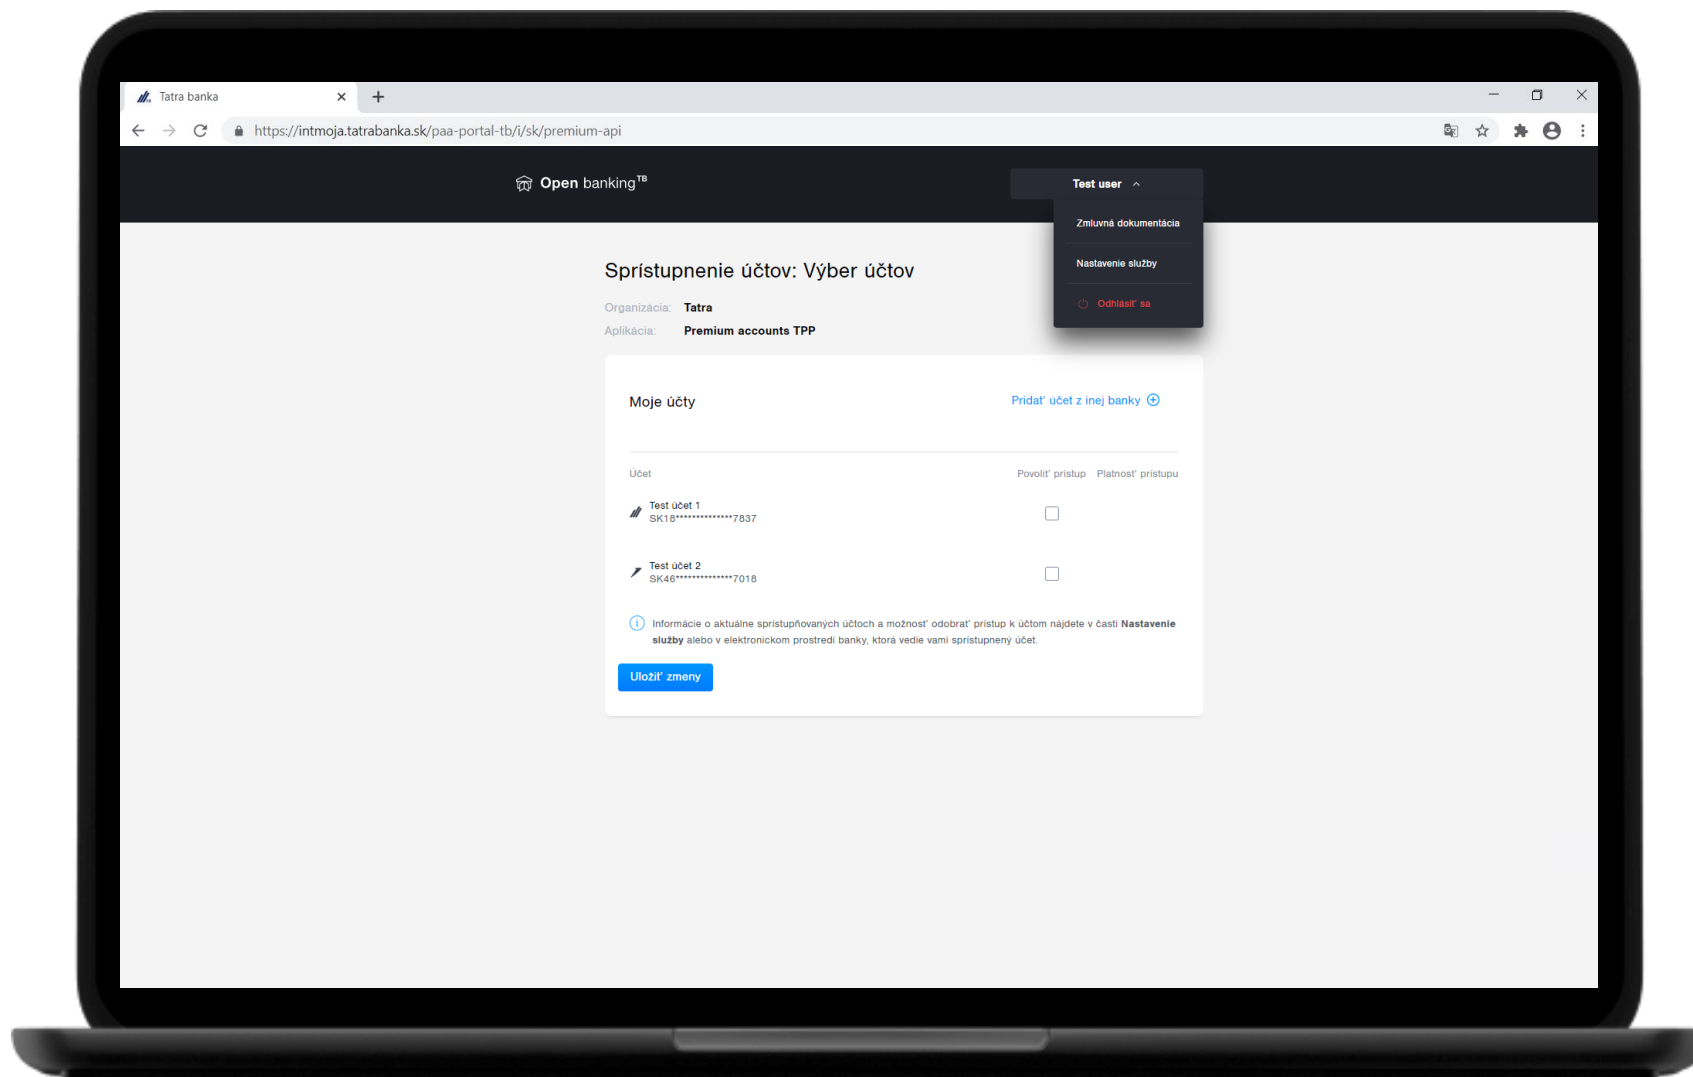 Tatra banka
https://intmoja.tatrabanka.sk/paa-portal-tb/i/sk/premium-api
Open banking TB
Test user
Zmluvná dokumentácia
Nastavenie služby
Odhlásiť sa
Sprístupnenie účtov: Výber účtov
Organizácia: Tatra
Aplikácia: Premium accounts TPP
Moje účty
Pridať účet z inej banky
Účet Povoliť prístup Platnosť prístupu
Test účet 1
SK18**************7837
Test účet 2
SK46**************7018
Informácie o aktuálne sprístupňovaných účtoch a možnosť odobrať prístup k účtom nájdete v časti Nastavenie
služby alebo v elektronickom prostredí banky, ktorá vedie vami sprístupnený účet.
Uložiť zmeny